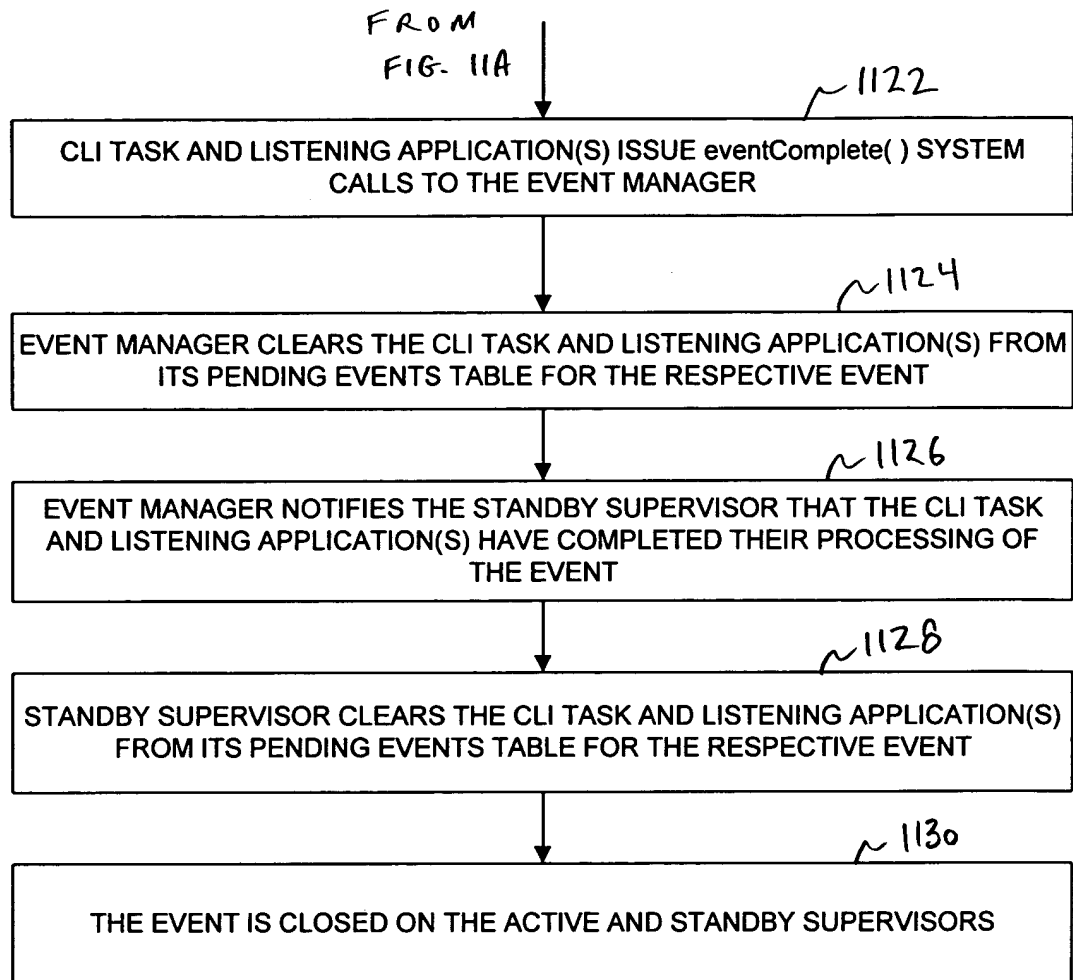 FROM
FIG. 11A
1122
CLI TASK AND LISTENING APPLICATION(S) ISSUE eventComplete( ) SYSTEM
CALLS TO THE EVENT MANAGER
1124
EVENT MANAGER CLEARS THE CLI TASK AND LISTENING APPLICATION(S) FROM
ITS PENDING EVENTS TABLE FOR THE RESPECTIVE EVENT
1126
EVENT MANAGER NOTIFIES THE STANDBY SUPERVISOR THAT THE CLI TASK
AND LISTENING APPLICATION(S) HAVE COMPLETED THEIR PROCESSING OF
THE EVENT
1128
STANDBY SUPERVISOR CLEARS THE CLI TASK AND LISTENING APPLICATION(S)
FROM ITS PENDING EVENTS TABLE FOR THE RESPECTIVE EVENT
1130
THE EVENT IS CLOSED ON THE ACTIVE AND STANDBY SUPERVISORS